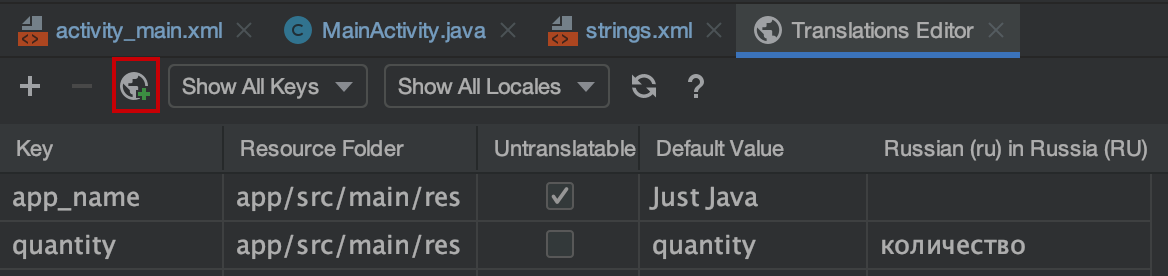 activity_main.xml MainActivity.java strings.xml Translations Editor
Show All Keys Show All Locales ?
Key Resource Folder Untranslatable Default Value Russian (ru) in Russia (RU)
app_name app/src/main/res Just Java
quantity app/src/main/res quantity количество